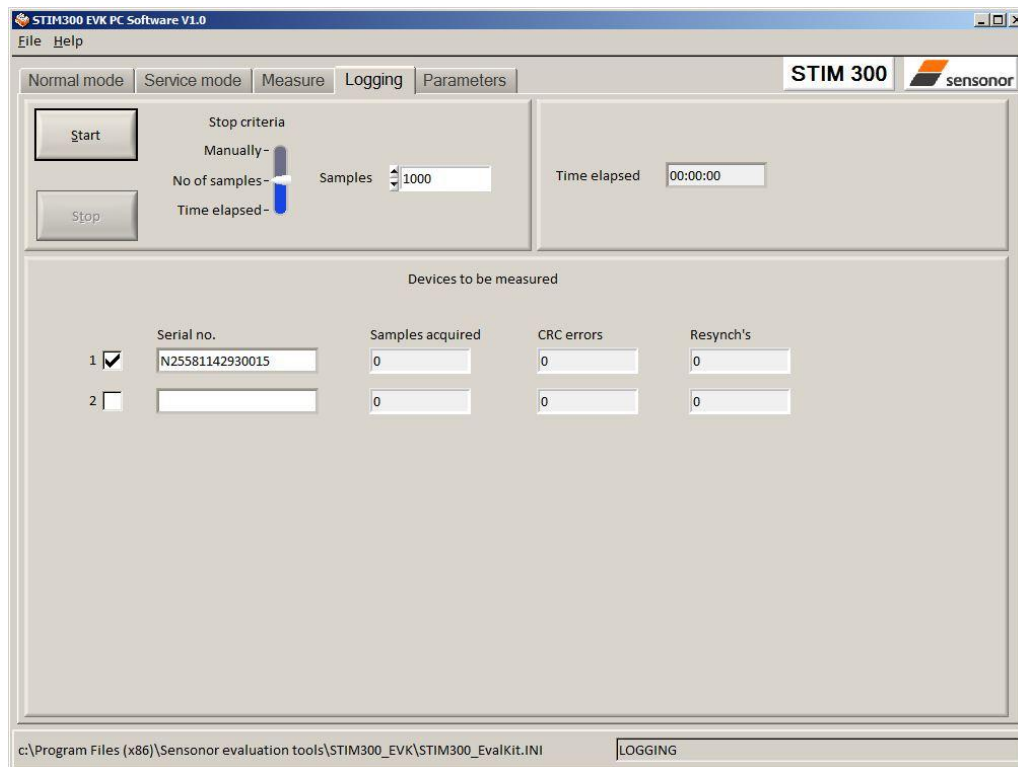 STIM300 EVK PC Software V1.0
File Help
Normal mode Service mode Measure Logging Parameters
STIM 300 sensonor
Start
Stop
Stop criteria
Manually
No of samples
Time elapsed
Samples 1000
Time elapsed 00:00:00
Devices to be measured
Serial no. Samples acquired CRC errors Resynch's
1 N25581142930015 0 0 0
2 0 0 0
c:\Program Files (x86)\Sensonor evaluation tools\STIM300_EVK\STIM300_EvalKit.INI LOGGING